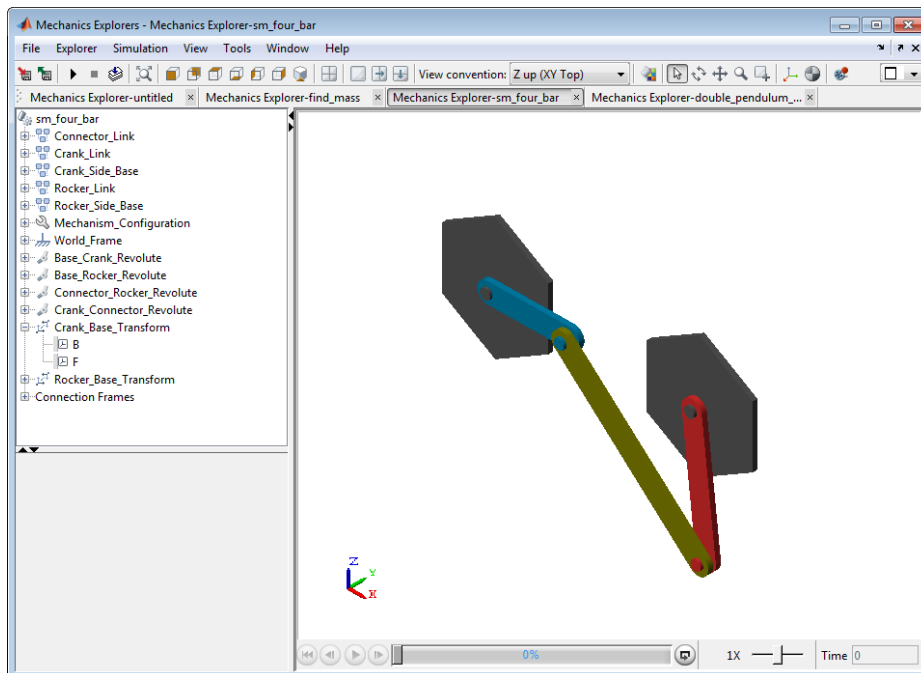 Mechanics Explorers - Mechanics Explorer-sm_four_bar
File Explorer Simulation View Tools Window Help
View convention: Z up (XY Top)
Mechanics Explorer-untitled Mechanics Explorer-find_mass Mechanics Explorer-sm_four_bar Mechanics Explorer-double_pendulum_...
sm_four_bar
Connector_Link
Crank_Link
Crank_Side_Base
Rocker_Link
Rocker_Side_Base
Mechanism_Configuration
World_Frame
Base_Crank_Revolute
Base_Rocker_Revolute
Connector_Rocker_Revolute
Crank_Connector_Revolute
Crank_Base_Transform
B
F
Rocker_Base_Transform
Connection Frames
Z
Y
X
0% 1X Time 0